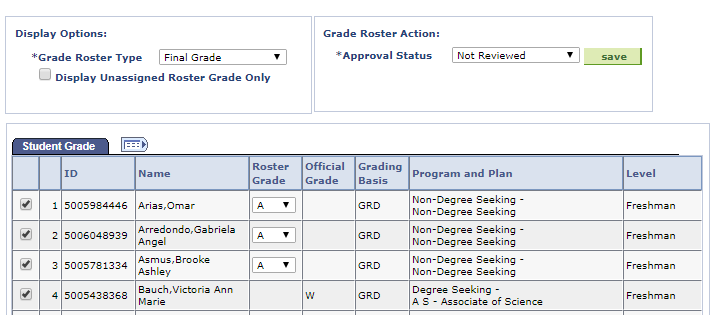 Display Options:
*Grade Roster Type Final Grade
Display Unassigned Roster Grade Only
Grade Roster Action:
*Approval Status Not Reviewed save
Student Grade
ID Name Roster Grade Official Grade Grading Basis Program and Plan Level
1 5005984446 Arias,Omar A GRD Non-Degree Seeking - Non-Degree Seeking Freshman
2 5006048939 Arredondo,Gabriela Angel A GRD Non-Degree Seeking - Non-Degree Seeking Freshman
3 5005781334 Asmus,Brooke Ashley A GRD Non-Degree Seeking - Non-Degree Seeking Freshman
4 5005438368 Bauch,Victoria Ann Marie W GRD Degree Seeking - A S - Associate of Science Freshman